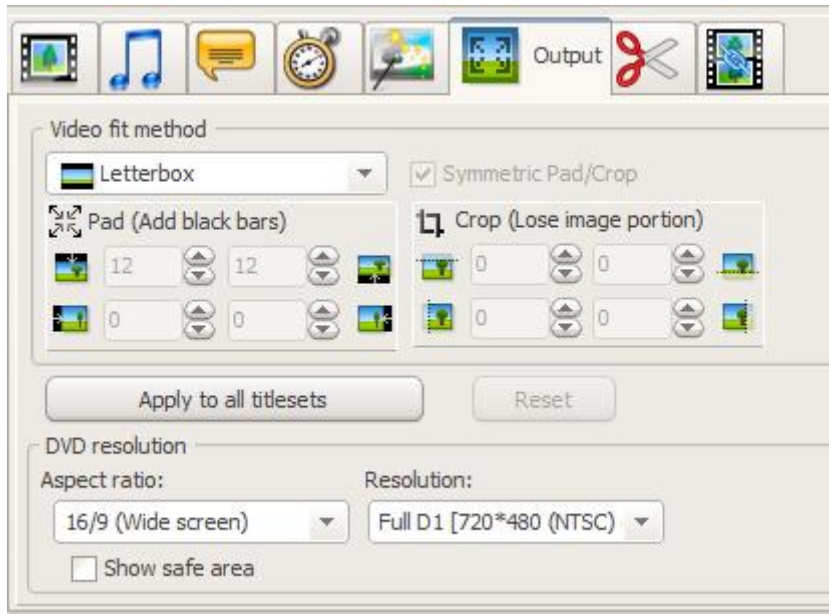 Output
Video fit method
Letterbox
Symmetric Pad/Crop
Pad (Add black bars)
Crop (Lose image portion)
12 12 0 0
0 0 0 0
Apply to all titlesets
Reset
DVD resolution
Aspect ratio:
Resolution:
16/9 (Wide screen)
Full D1 [720*480 (NTSC)
Show safe area